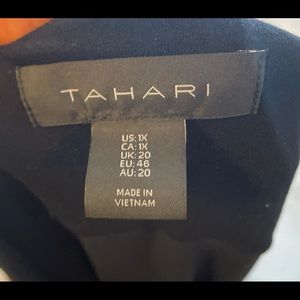 TAHARI
US: 1X
CA: 1X
UK: 20
EU: 46
AU: 20
MADE IN
VIETNAM